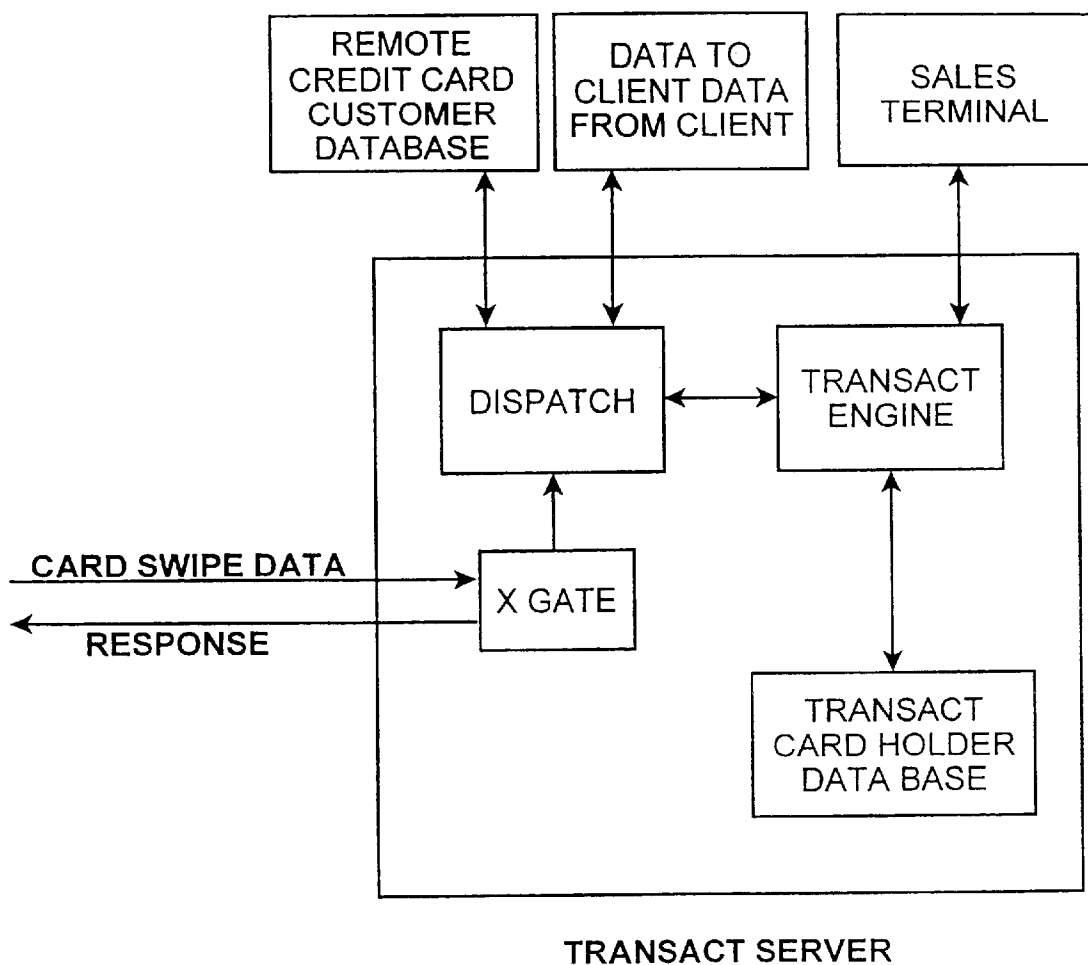 REMOTE
CREDIT CARD
CUSTOMER
DATABASE
DATA TO
CLIENT DATA
FROM CLIENT
SALES
TERMINAL
DISPATCH
TRANSACT
ENGINE
CARD SWIPE DATA
X GATE
RESPONSE
TRANSACT
CARD HOLDER
DATA BASE
TRANSACT SERVER